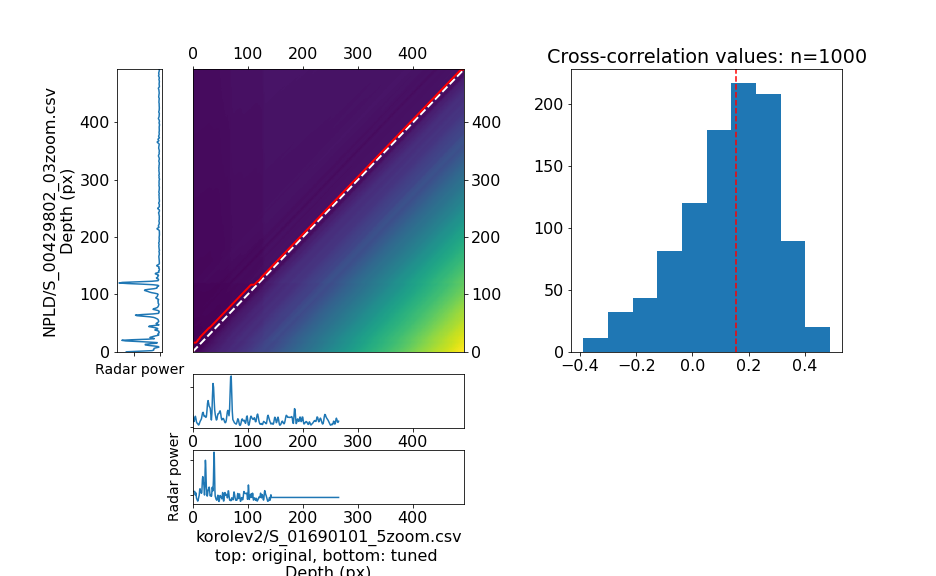 0 100 200 300 400
Cross-correlation values: n=1000
NPLD/S_00429802_03zoom.csv
Depth (px)
400
300
200
100
0
400
300
200
100
0
200
150
100
50
0
−0.4 −0.2 0.0 0.2 0.4
Radar power
0 100 200 300 400
Radar power
0 100 200 300 400
korolev2/S_01690101_5zoom.csv
top: original, bottom: tuned
Depth (px)